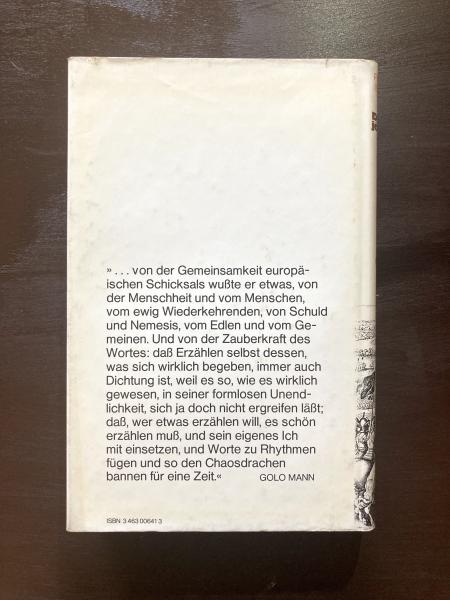 » . . . von der Gemeinsamkeit europä-
ischen Schicksals wußte er etwas, von
der Menschheit und vom Menschen,
vom ewig Wiederkehrenden, von Schuld
und Nemesis, vom Edlen und vom Ge-
meinen. Und von der Zauberkraft des
Wortes: daß Erzählen selbst dessen,
was sich wirklich begeben, immer auch
Dichtung ist, weil es so, wie es wirklich
gewesen, in seiner formlosen Unend-
lichkeit, sich ja doch nicht ergreifen läßt;
daß, wer etwas erzählen will, es schön
erzählen muß, und sein eigenes Ich
mit einsetzen, und Worte zu Rhythmen
fügen und so den Chaosdrachen
bannen für eine Zeit.« GOLO MANN
ISBN 3 463 00641 3